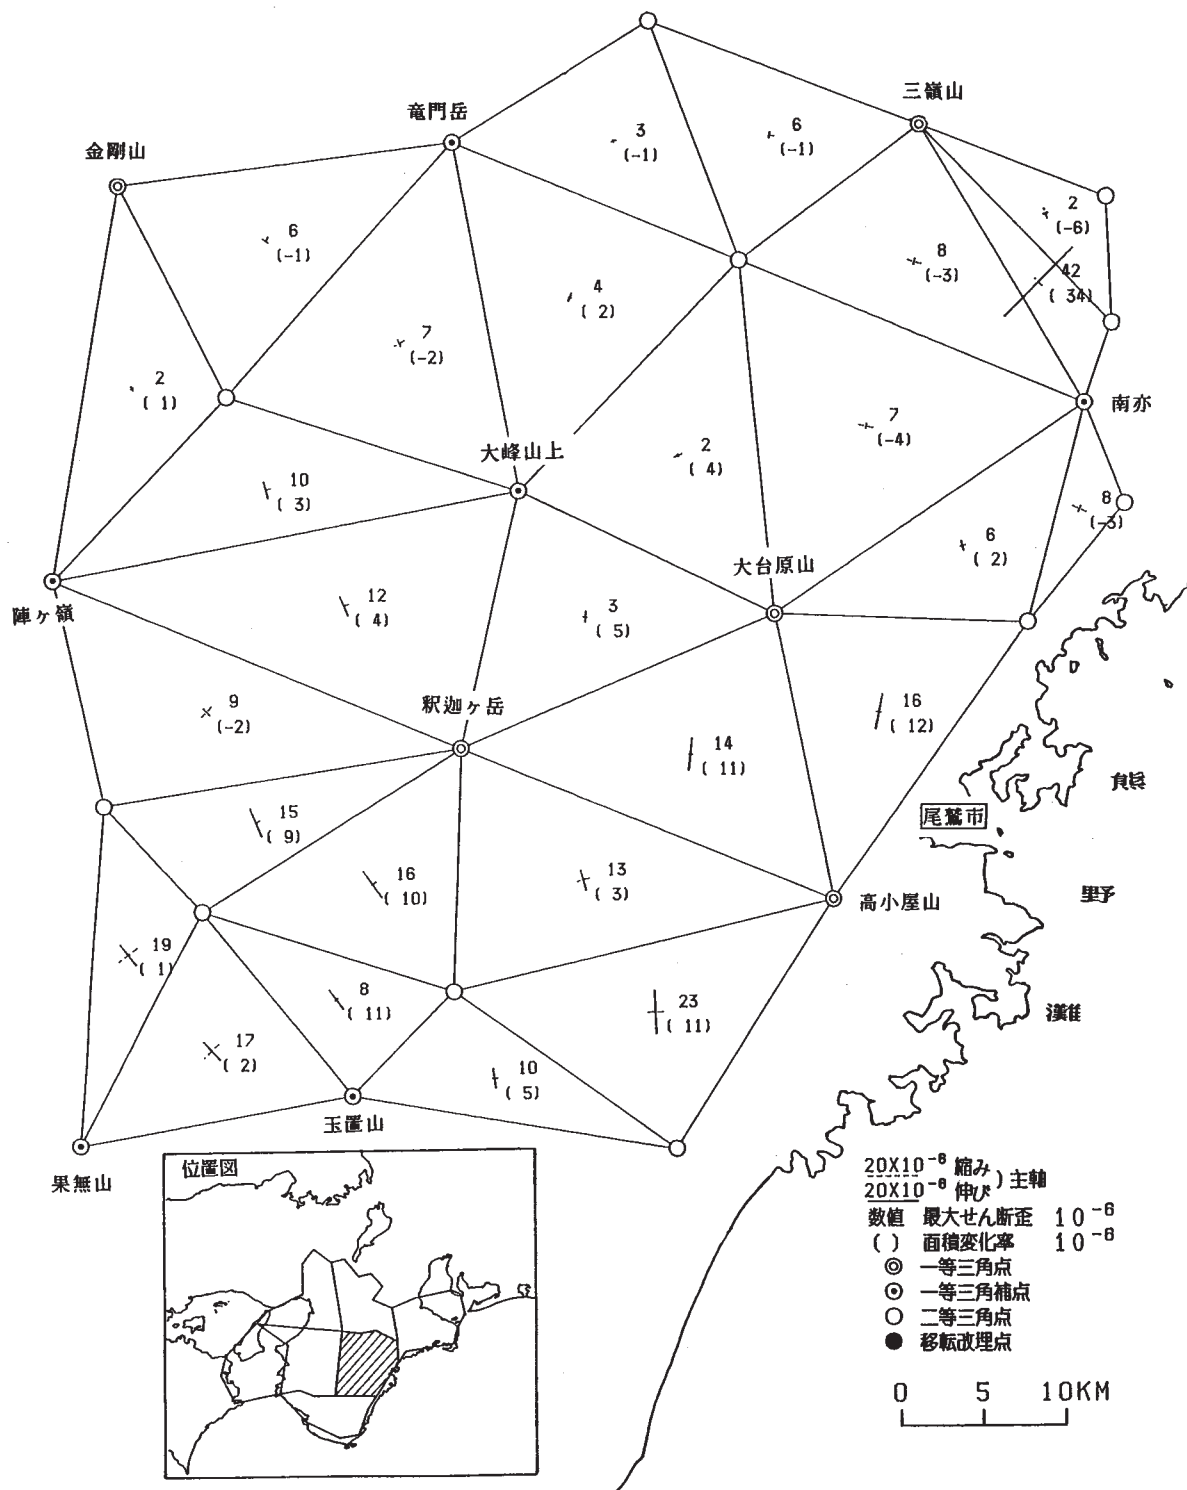 三嶺山
竜門岳
金剛山
3
(-1)
6
(-1)
2
(-6)
6
(-1)
8
(-3)
42
( 34)
4
( 2)
7
(-2)
2
( 1)
南亦
7
(-4)
大峰山上
2
( 4)
10
( 3)
8
(-3)
6
( 2)
大台原山
12
( 4)
3
( 5)
陣ヶ嶺
9
(-2)
釈迦ヶ岳
16
( 12)
14
( 11)
15
( 9)
尾鷲市
16
( 10)
13
( 3)
高小屋山
熊
野
灘
19
( 1)
8
( 11)
23
( 11)
17
( 2)
10
( 5)
玉置山
果無山
位置図
20X10⁻⁶ 縮み
20X10⁻⁶ 伸び
)主軸
数値 最大せん断歪 10⁻⁶
( ) 面積変化率 10⁻⁶
◎ 一等三角点
⊙ 一等三角補点
○ 二等三角点
● 移転改埋点
0 5 10KM